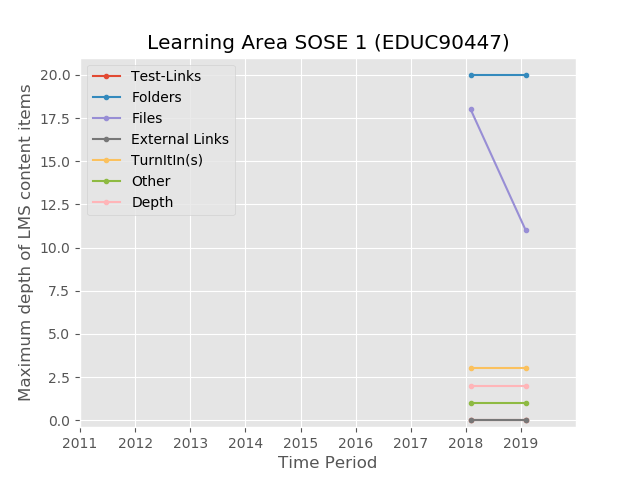 Learning Area SOSE 1 (EDUC90447)
Test-Links
Folders
Files
External Links
TurnItIn(s)
Other
Depth
Maximum depth of LMS content items
20.0
17.5
15.0
12.5
10.0
7.5
5.0
2.5
0.0
2011 2012 2013 2014 2015 2016 2017 2018 2019
Time Period